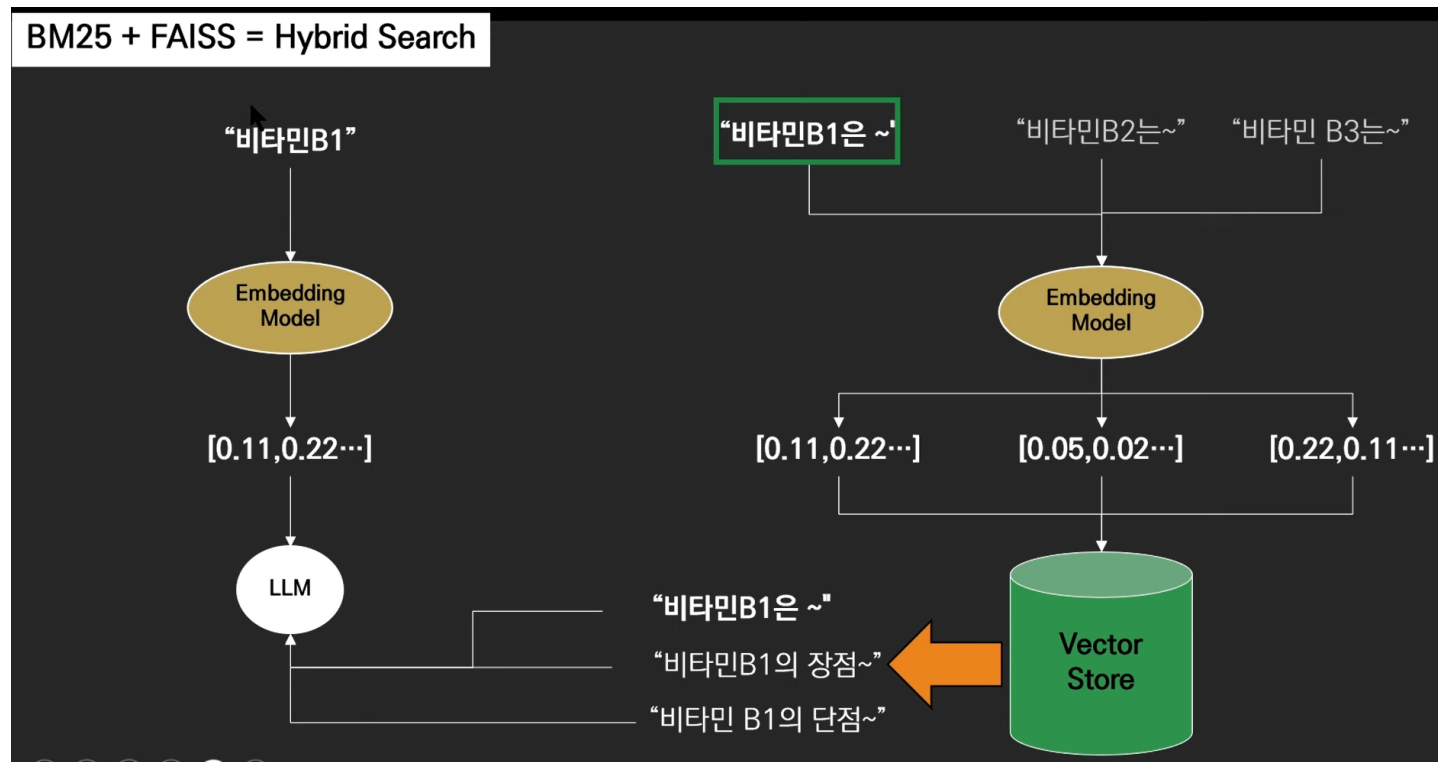 BM25 + FAISS = Hybrid Search
“비타민B1”
“비타민B1은 ~"
“비타민B2는~”
“비타민 B3는~”
Embedding
Model
Embedding
Model
[0.11,0.22…]
[0.11,0.22…]
[0.05,0.02…]
[0.22,0.11…]
LLM
“비타민B1은 ~"
“비타민B1의 장점~”
“비타민 B1의 단점~”
Vector
Store